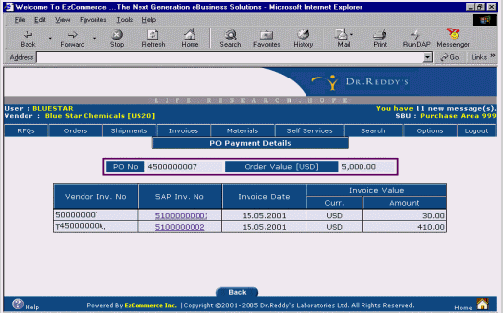 Welcome To EzCommerce ...The Next Generation eBusiness Solutions - Microsoft Internet Explorer
File Edit View Favorites Tools Help
Back Forward Stop Refresh Home Search Favorites History Mail Print RunDAP Messenger
Address Go Links »
DR.REDDY'S
LIFE. RESEARCH. HOPE
User : BLUESTAR You have 11 new message(s).
Vendor : Blue Star Chemicals [US20] SBU : Purchase Area 999
RFQs Orders Shipments Invoices Materials Self Services Search Options Logout
PO Payment Details
PO No 4500000007 Order Value [USD] 5,000.00
Vendor Inv. No SAP Inv. No Invoice Date Invoice Value
Curr. Amount
50000000 5100000000 15.05.2001 USD 30.00
T45000000 5100000002 15.05.2001 USD 410.00
Back
Help Powered By EzCommerce Inc. | Copyright ©2001-2005 Dr.Reddy's Laboratories Ltd. All Rights Reserved. Home